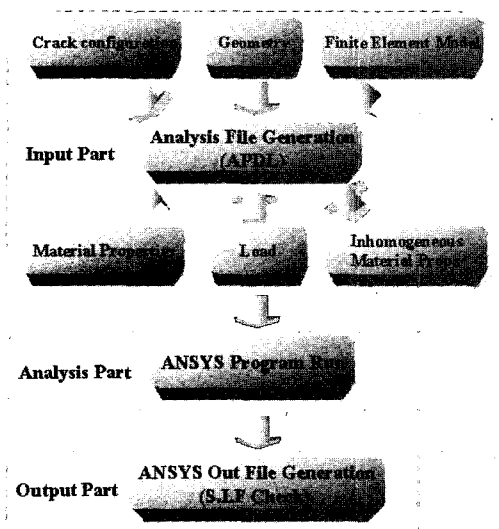 Crack configuration
Geometry
Finite Element Model
Analysis File Generation
(APDL)
Input Part
Material Properties
Load
Inhomogeneous
Material Prope
ANSYS Program Run
Analysis Part
ANSYS Out File Generation
(S.I.F Check)
Output Part